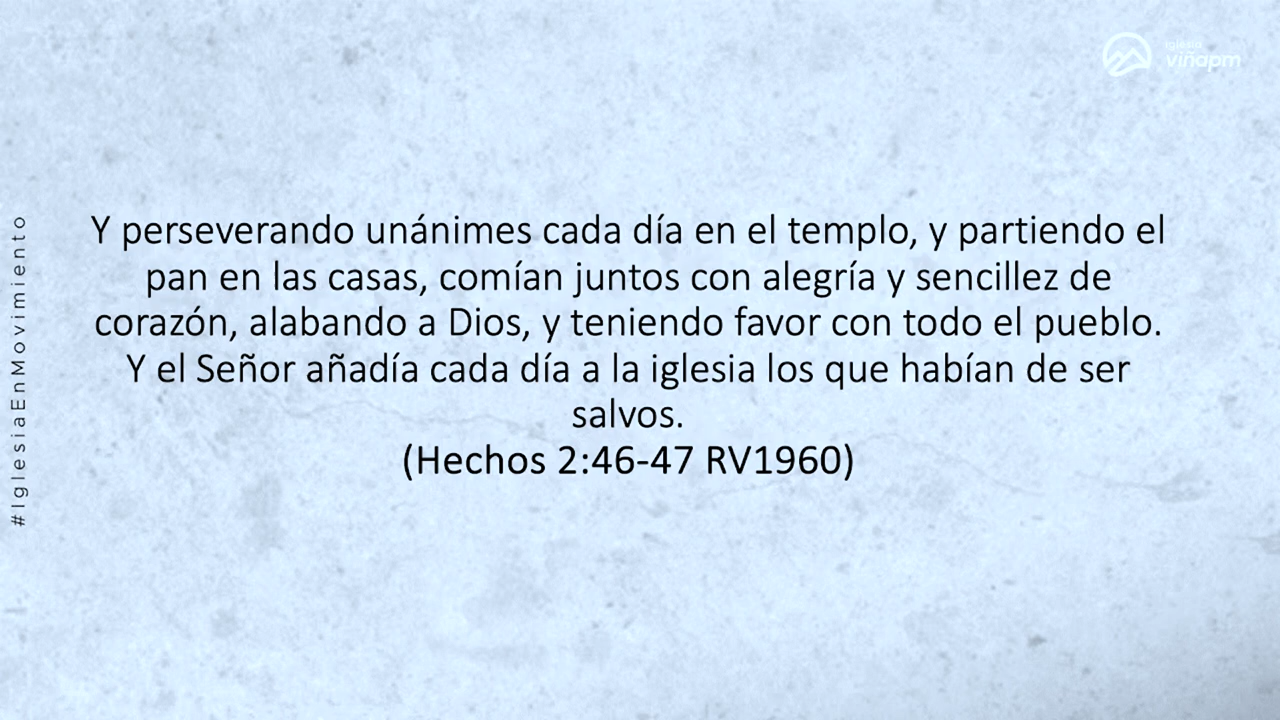 Iglesia
viñapm
#IglesiaEnMovimiento
Y perseverando unánimes cada día en el templo, y partiendo el
pan en las casas, comían juntos con alegría y sencillez de
corazón, alabando a Dios, y teniendo favor con todo el pueblo.
Y el Señor añadía cada día a la iglesia los que habían de ser
salvos.
(Hechos 2:46-47 RV1960)